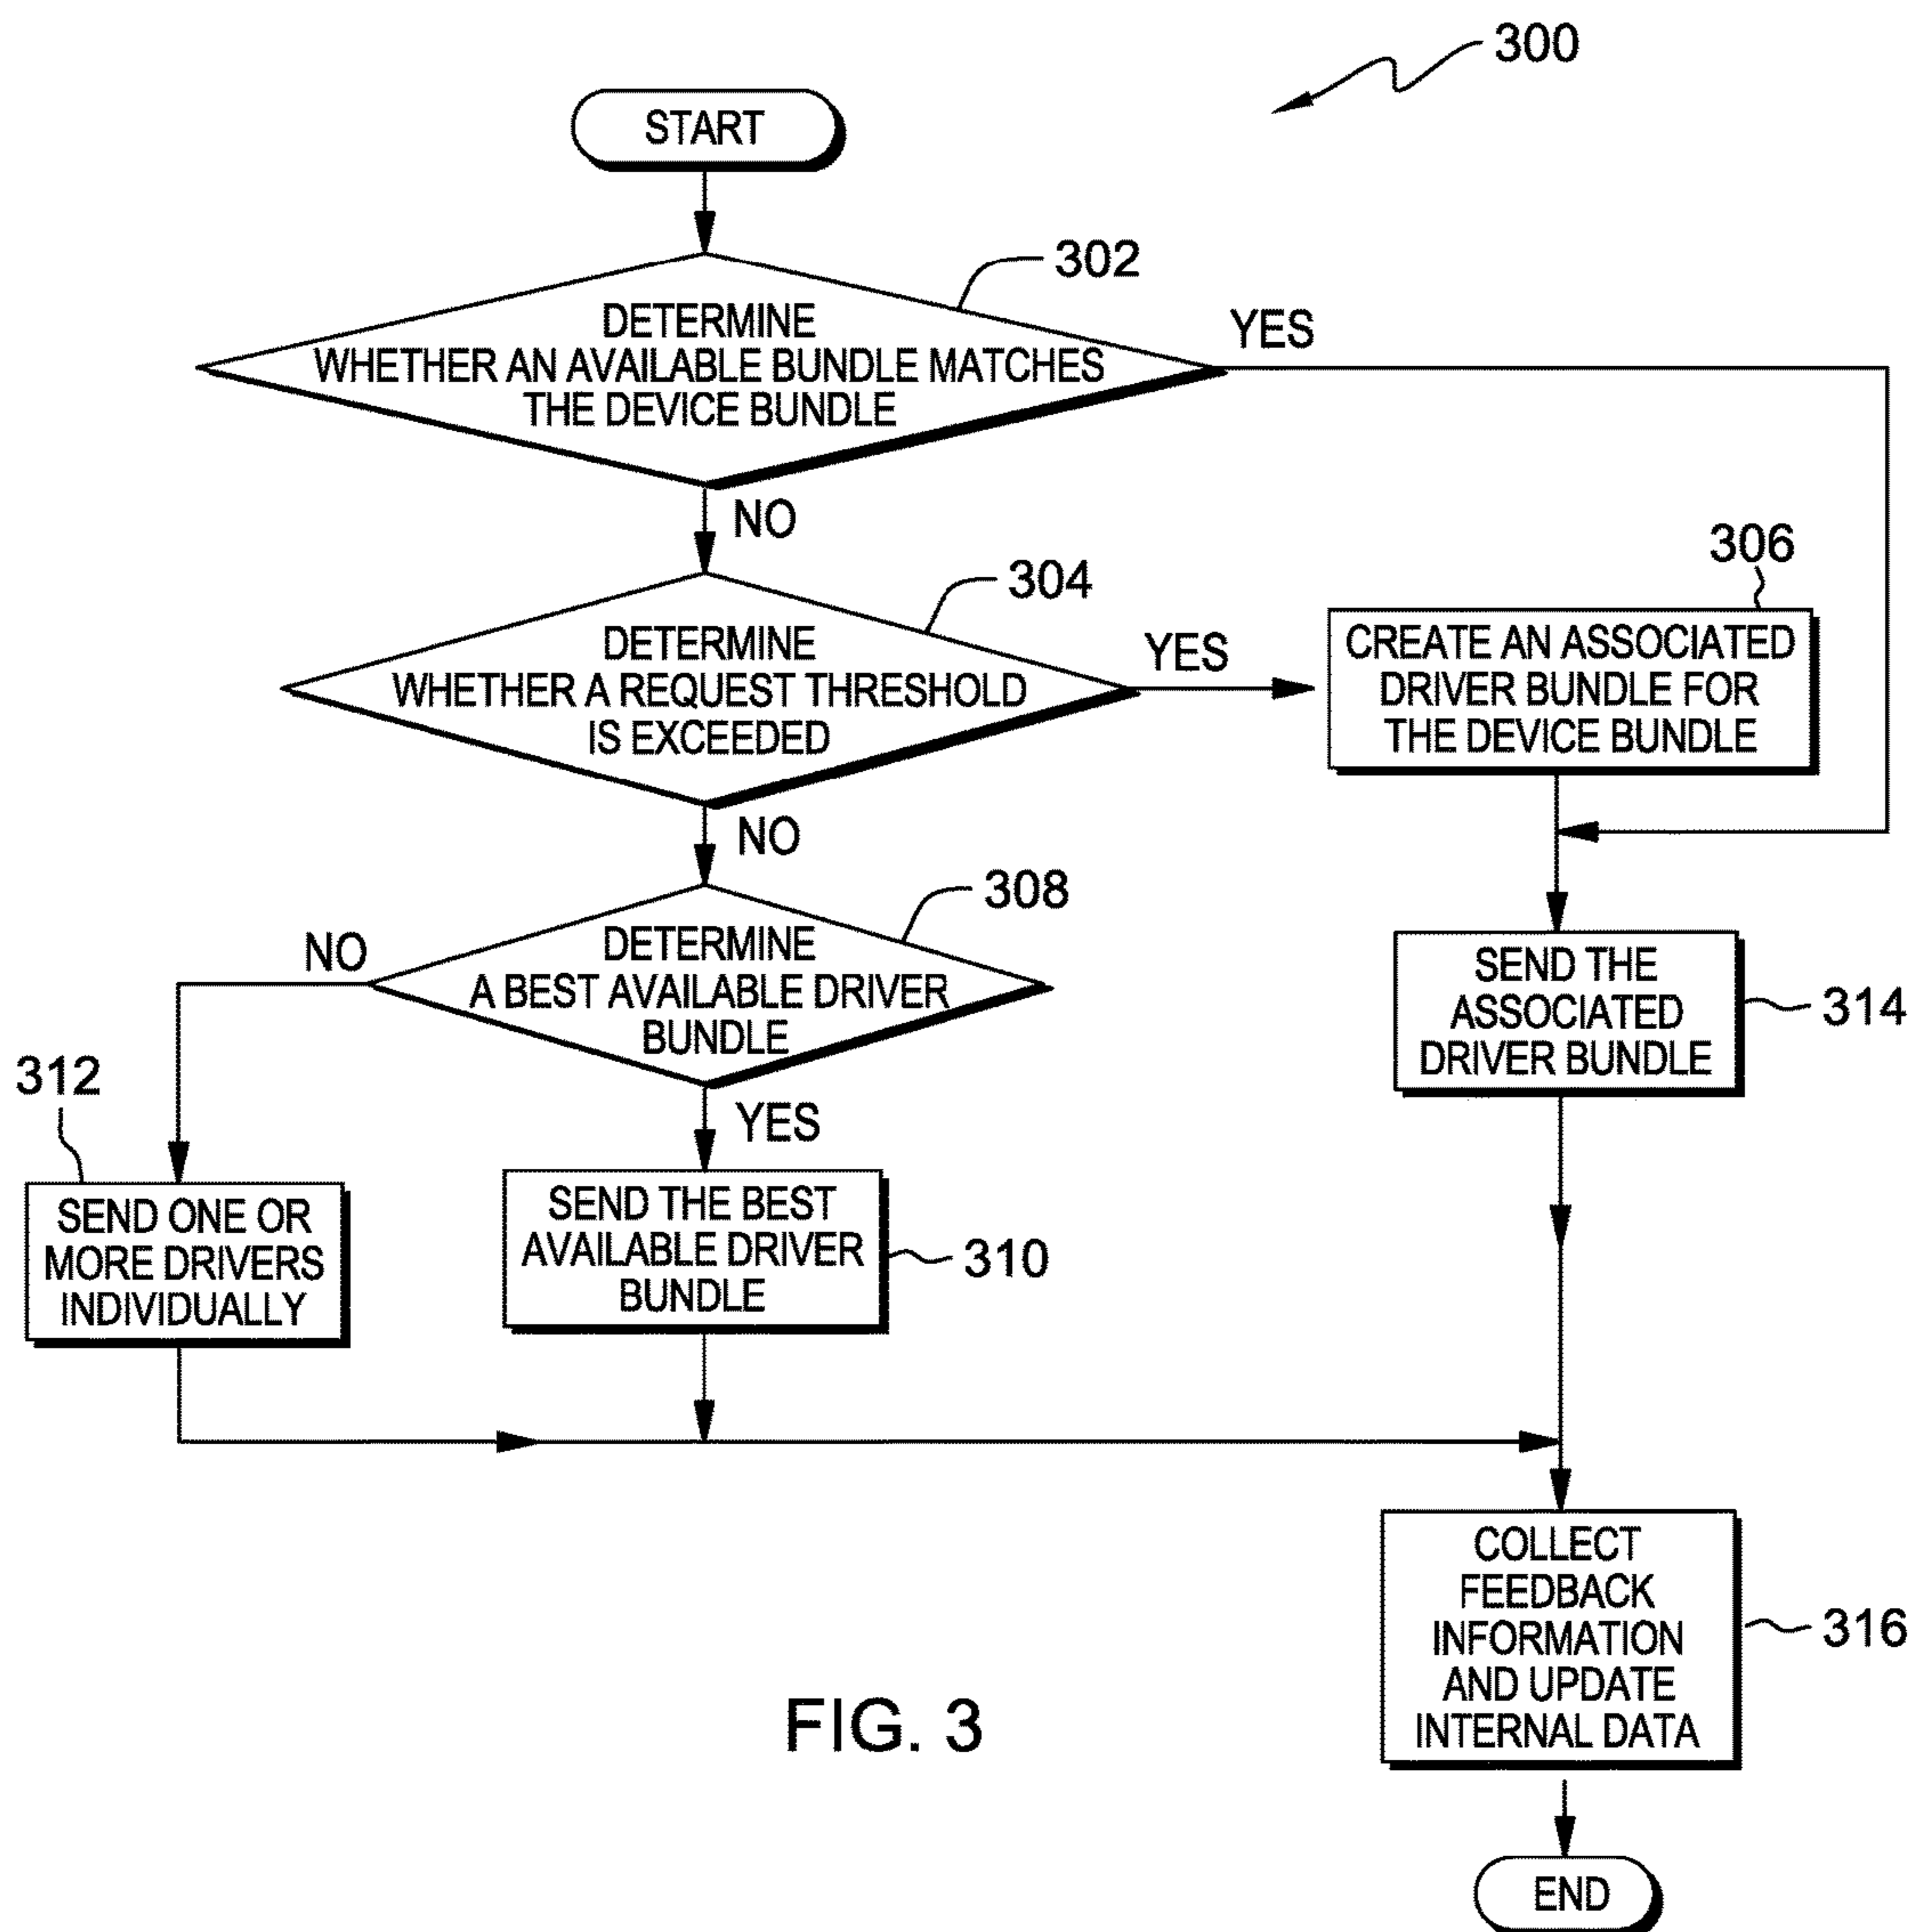 300
START
302
DETERMINE
WHETHER AN AVAILABLE BUNDLE MATCHES
THE DEVICE BUNDLE
YES
NO
304
DETERMINE
WHETHER A REQUEST THRESHOLD
IS EXCEEDED
YES
306
CREATE AN ASSOCIATED
DRIVER BUNDLE FOR
THE DEVICE BUNDLE
NO
308
DETERMINE
A BEST AVAILABLE DRIVER
BUNDLE
NO
YES
SEND THE
ASSOCIATED
DRIVER BUNDLE
314
312
SEND ONE OR
MORE DRIVERS
INDIVIDUALLY
SEND THE BEST
AVAILABLE DRIVER
BUNDLE
310
COLLECT
FEEDBACK
INFORMATION
AND UPDATE
INTERNAL DATA
316
FIG. 3
END